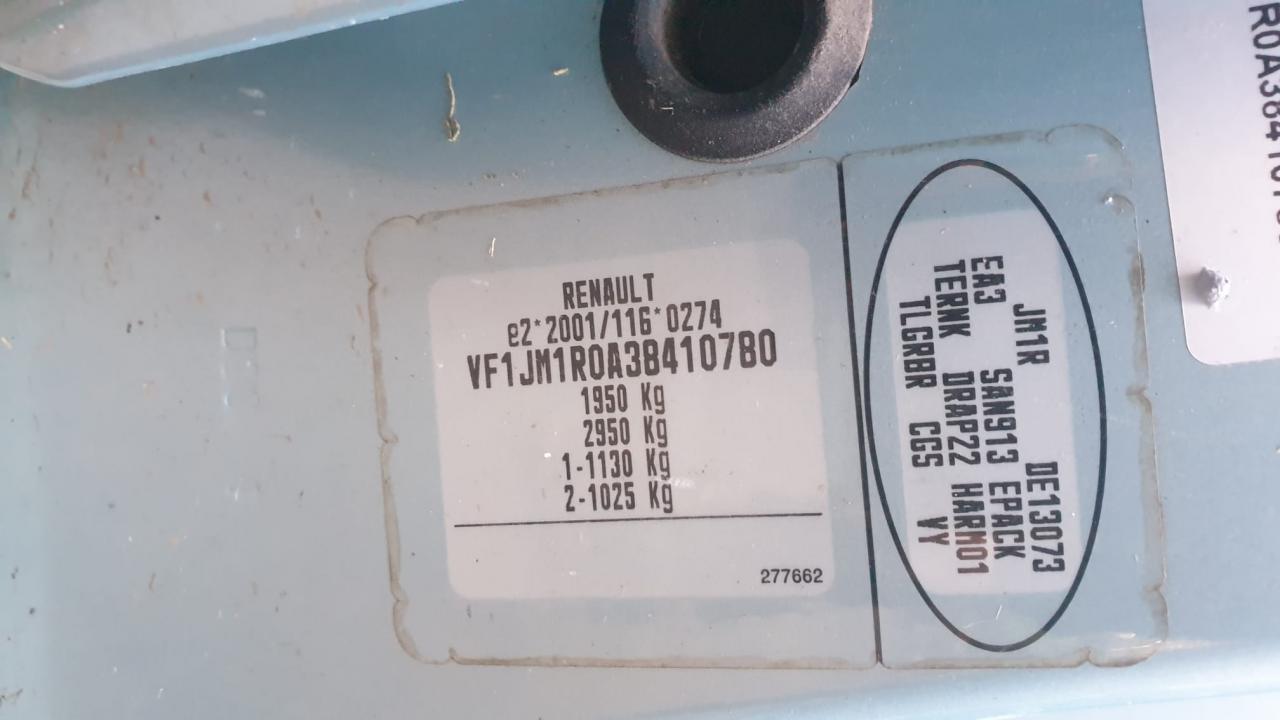 RENAULT
e2*2001/116*0274
VF1JM1R0A38410780
1950 Kg
2950 Kg
1-1130 Kg
2-1025 Kg
277662
JM1R DE13073
EA3 SAN913 EPACK
TERNK DRAP22 HARM01
TLGRBR CG5 VY